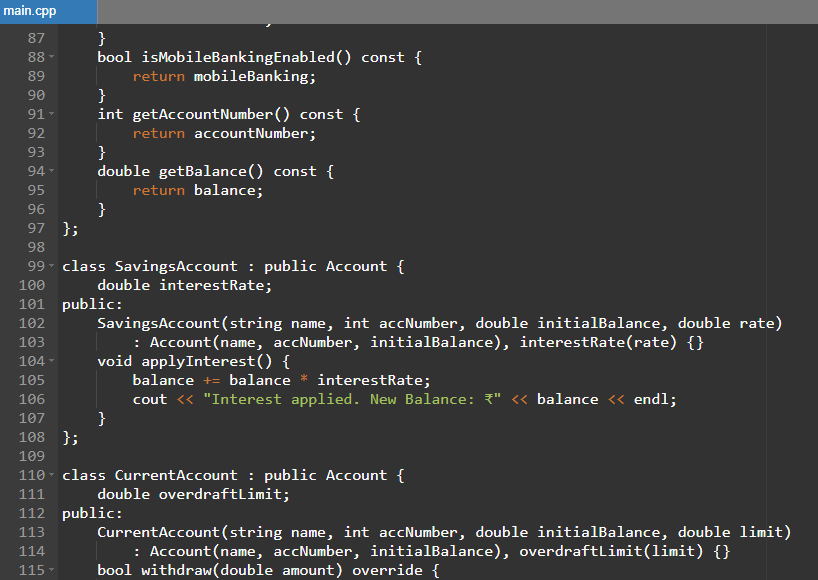 main.cpp
87 }
88 bool isMobileBankingEnabled() const {
89 return mobileBanking;
90 }
91 int getAccountNumber() const {
92 return accountNumber;
93 }
94 double getBalance() const {
95 return balance;
96 }
97 };
98
99 class SavingsAccount : public Account {
100 double interestRate;
101 public:
102 SavingsAccount(string name, int accNumber, double initialBalance, double rate)
103 : Account(name, accNumber, initialBalance), interestRate(rate) {}
104 void applyInterest() {
105 balance += balance * interestRate;
106 cout << "Interest applied. New Balance: ₹" << balance << endl;
107 }
108 };
109
110 class CurrentAccount : public Account {
111 double overdraftLimit;
112 public:
113 CurrentAccount(string name, int accNumber, double initialBalance, double limit)
114 : Account(name, accNumber, initialBalance), overdraftLimit(limit) {}
115 bool withdraw(double amount) override {